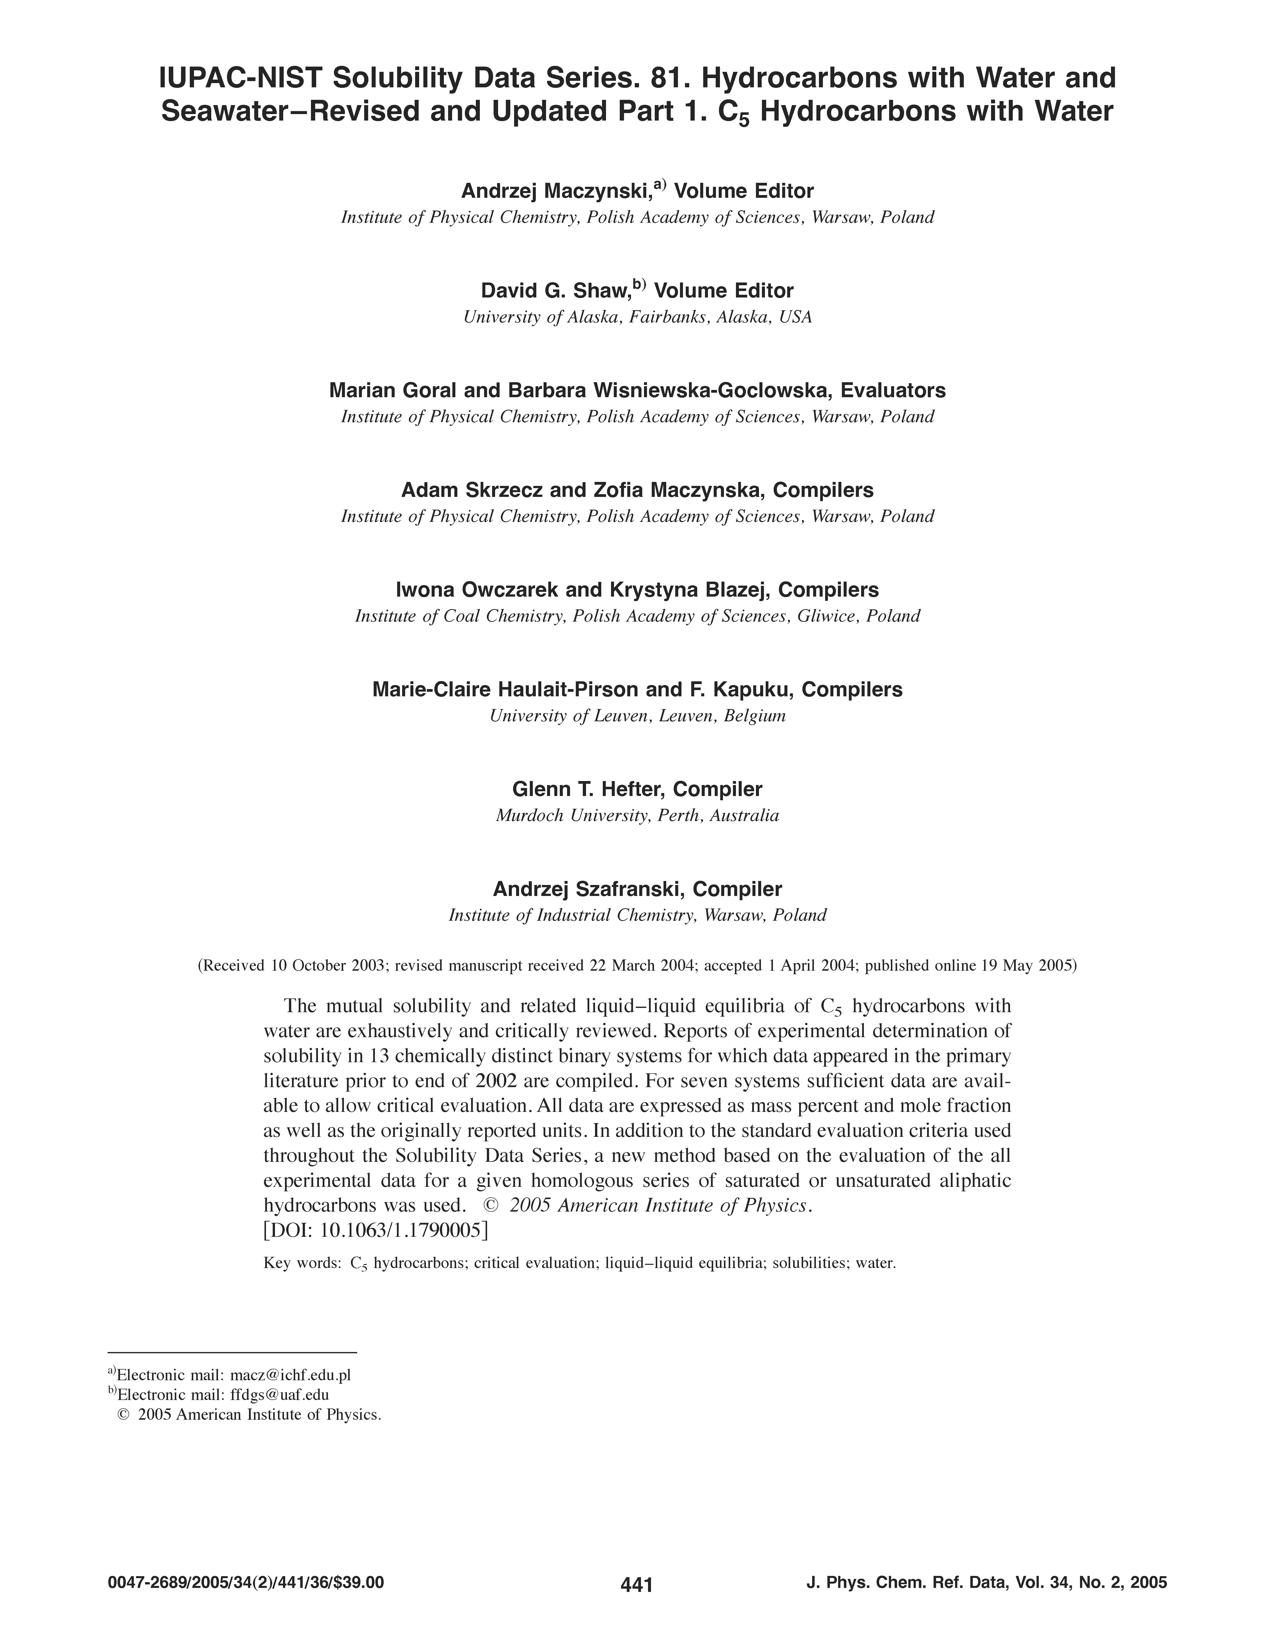 IUPAC-NIST Solubility Data Series. 81. Hydrocarbons with Water and
Seawater–Revised and Updated Part 1. C5 Hydrocarbons with Water
Andrzej Maczynski,a) Volume Editor
Institute of Physical Chemistry, Polish Academy of Sciences, Warsaw, Poland
David G. Shaw,b) Volume Editor
University of Alaska, Fairbanks, Alaska, USA
Marian Goral and Barbara Wisniewska-Goclowska, Evaluators
Institute of Physical Chemistry, Polish Academy of Sciences, Warsaw, Poland
Adam Skrzecz and Zofia Maczynska, Compilers
Institute of Physical Chemistry, Polish Academy of Sciences, Warsaw, Poland
Iwona Owczarek and Krystyna Blazej, Compilers
Institute of Coal Chemistry, Polish Academy of Sciences, Gliwice, Poland
Marie-Claire Haulait-Pirson and F. Kapuku, Compilers
University of Leuven, Leuven, Belgium
Glenn T. Hefter, Compiler
Murdoch University, Perth, Australia
Andrzej Szafranski, Compiler
Institute of Industrial Chemistry, Warsaw, Poland
(Received 10 October 2003; revised manuscript received 22 March 2004; accepted 1 April 2004; published online 19 May 2005)
The mutual solubility and related liquid–liquid equilibria of C5 hydrocarbons with
water are exhaustively and critically reviewed. Reports of experimental determination of
solubility in 13 chemically distinct binary systems for which data appeared in the primary
literature prior to end of 2002 are compiled. For seven systems sufficient data are avail-
able to allow critical evaluation. All data are expressed as mass percent and mole fraction
as well as the originally reported units. In addition to the standard evaluation criteria used
throughout the Solubility Data Series, a new method based on the evaluation of the all
experimental data for a given homologous series of saturated or unsaturated aliphatic
hydrocarbons was used. © 2005 American Institute of Physics.
[DOI: 10.1063/1.1790005]
Key words: C5 hydrocarbons; critical evaluation; liquid–liquid equilibria; solubilities; water.
a)Electronic mail: macz@ichf.edu.pl
b)Electronic mail: ffdgs@uaf.edu
© 2005 American Institute of Physics.
0047-2689/2005/34(2)/441/36/$39.00
441
J. Phys. Chem. Ref. Data, Vol. 34, No. 2, 2005